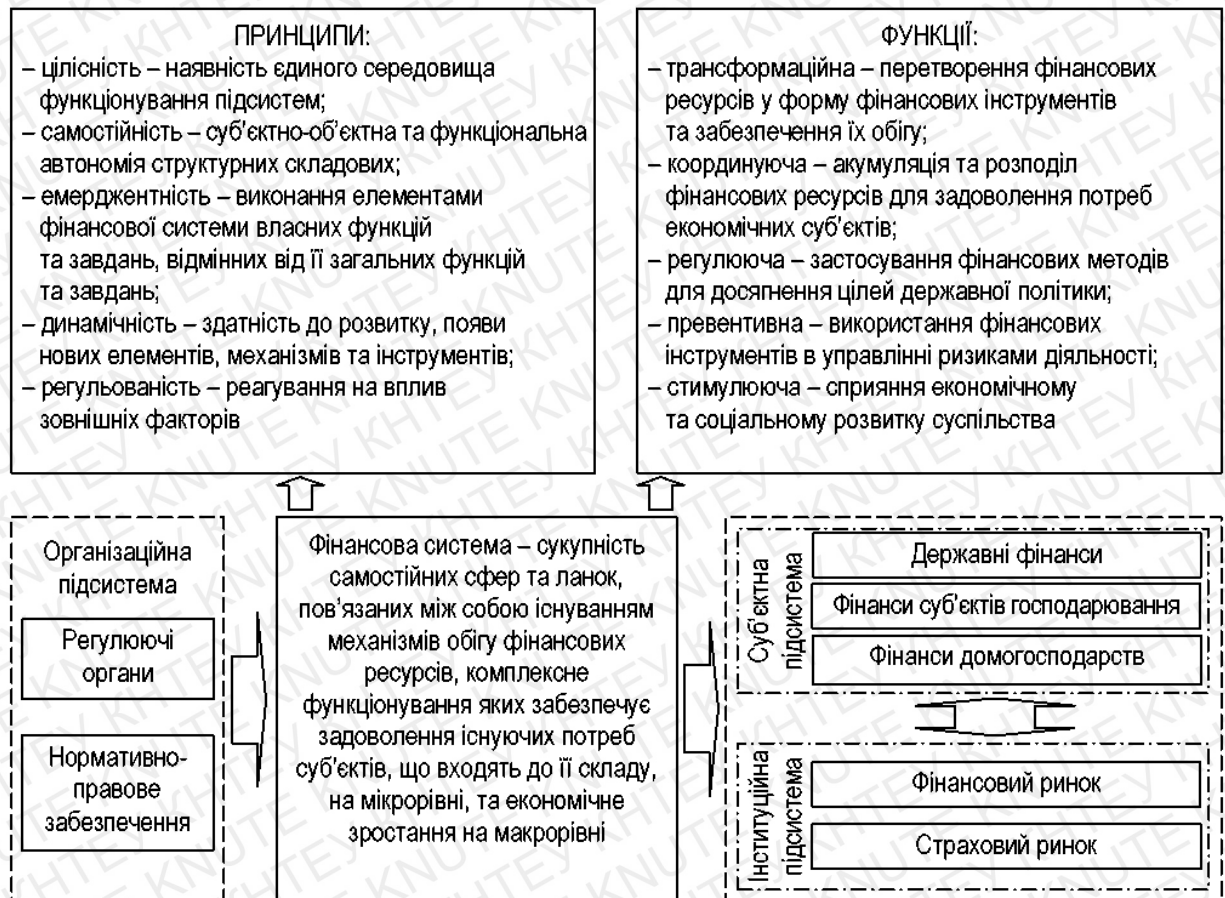 ПРИНЦИПИ:
– цілісність – наявність єдиного середовища
функціонування підсистем;
– самостійність – суб’єктно-об’єктна та функціональна
автономія структурних складових;
– емерджентність – виконання елементами
фінансової системи власних функцій
та завдань, відмінних від її загальних функцій
та завдань;
– динамічність – здатність до розвитку, появи
нових елементів, механізмів та інструментів;
– регульованість – реагування на вплив
зовнішніх факторів
ФУНКЦІЇ:
– трансформаційна – перетворення фінансових
ресурсів у форму фінансових інструментів
та забезпечення їх обігу;
– координуюча – акумуляція та розподіл
фінансових ресурсів для задоволення потреб
економічних суб’єктів;
– регулююча – застосування фінансових методів
для досягнення цілей державної політики;
– превентивна – використання фінансових
інструментів в управлінні ризиками діяльності;
– стимулююча – сприяння економічному
та соціальному розвитку суспільства
Організаційна
підсистема
Регулюючі
органи
Нормативно-
правове
забезпечення
Фінансова система – сукупність
самостійних сфер та ланок,
пов’язаних між собою існуванням
механізмів обігу фінансових
ресурсів, комплексне
функціонування яких забезпечує
задоволення існуючих потреб
суб’єктів, що входять до її складу,
на мікрорівні, та економічне
зростання на макрорівні
Суб’єктна
підсистема
Державні фінанси
Фінанси суб’єктів господарювання
Фінанси домогосподарств
Інституційна
підсистема
Фінансовий ринок
Страховий ринок